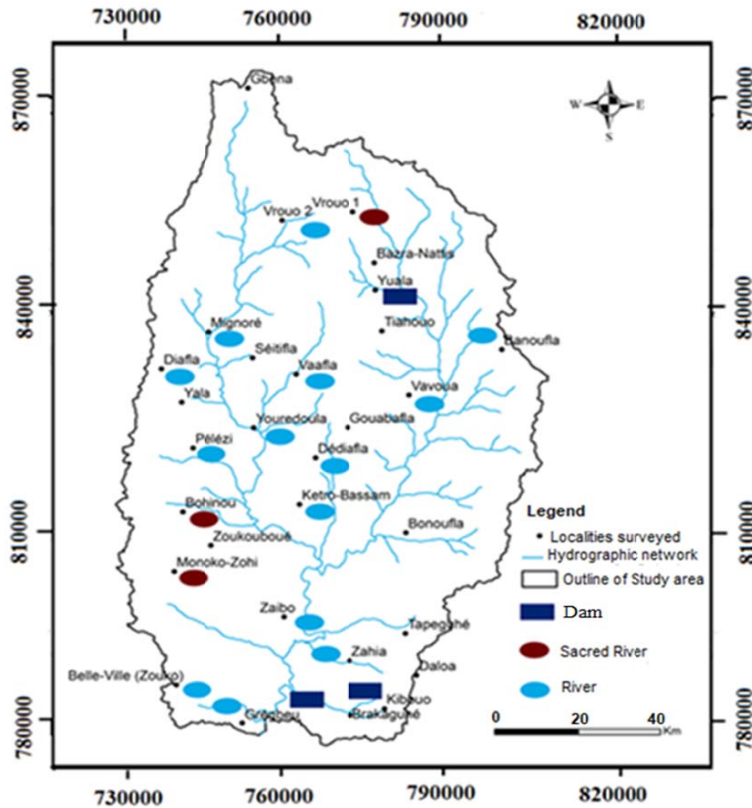 730000 760000 790000 820000
870000 870000
Gbena
W E
S
Vrouo 2 Vrouo 1
Bazra-Nattis
Yuala
840000 840000
Mignoré Tiahouo
Séitifla Banoufla
Diafla Vaafla
Yala Vavoua
Youredoula Gouabafla
Pélézi
Dédiafla
Bohinou Ketro-Bassam
810000 Bonoufla 810000
Zoukouboué
Monoko-Zohi
Legend
Localities surveyed
Hydrographic network
Outline of Study area
Dam
Sacred River
River
0 20 40
Km
Zaibo
Tapeguhé
Zahia
Belle-Ville (Zouko) Daloa
Kibouo
780000 Brakaguhé 780000
730000 760000 790000 820000